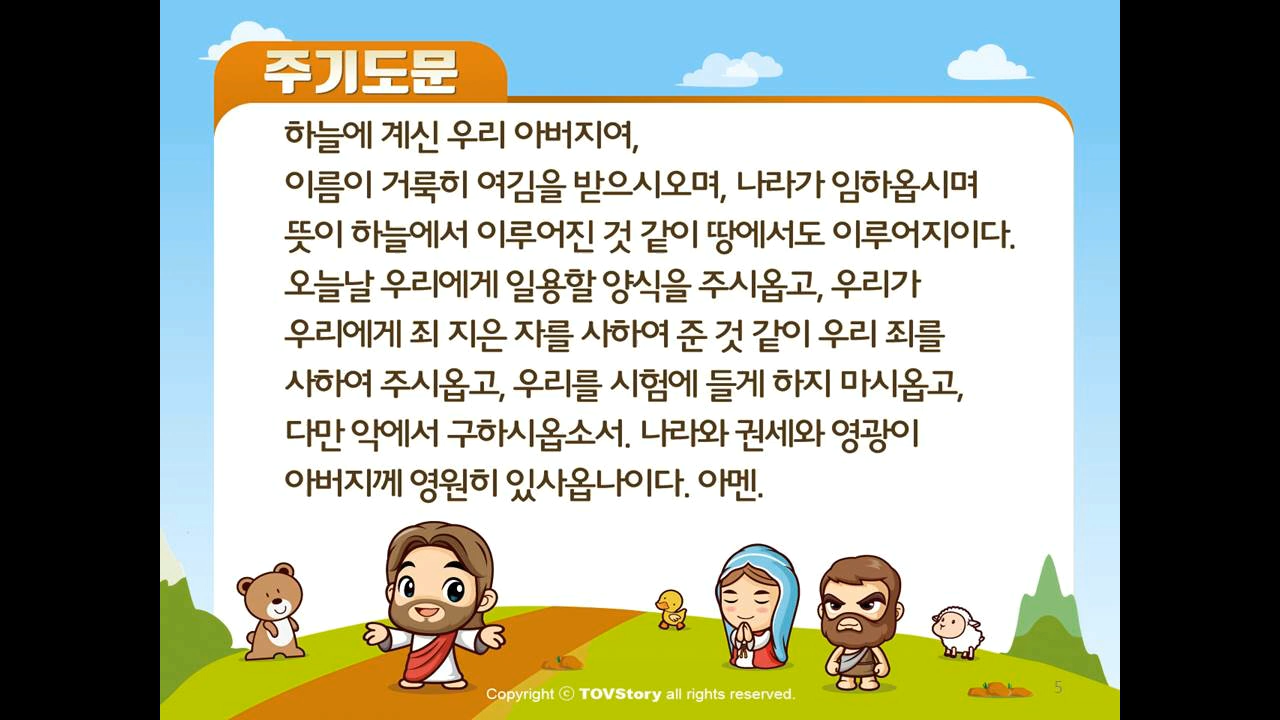 주기도문
하늘에 계신 우리 아버지여,
이름이 거룩히 여김을 받으시오며, 나라가 임하옵시며
뜻이 하늘에서 이루어진 것 같이 땅에서도 이루어지이다.
오늘날 우리에게 일용할 양식을 주시옵고, 우리가
우리에게 죄 지은 자를 사하여 준 것 같이 우리 죄를
사하여 주시옵고, 우리를 시험에 들게 하지 마시옵고,
다만 악에서 구하시옵소서. 나라와 권세와 영광이
아버지께 영원히 있사옵나이다. 아멘.
Copyright ⓒ TOVStory all rights reserved.
5